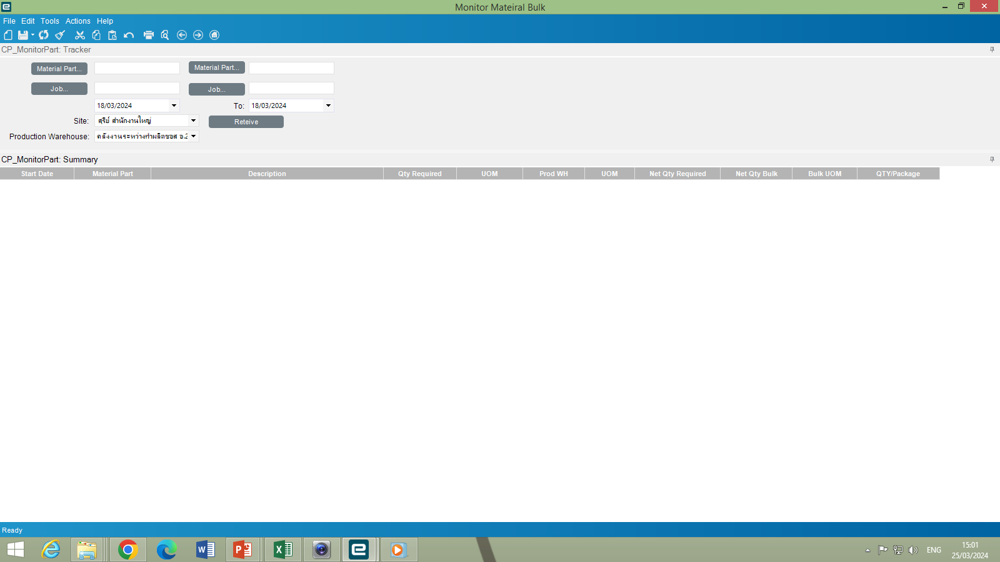 Monitor Mateiral Bulk
File Edit Tools Actions Help
CP_MonitorPart: Tracker
Material Part... Material Part...
Job... Job...
18/03/2024 To: 18/03/2024
Site: สุรีย์ สำนักงานใหญ่ Reteive
Production Warehouse: คลังงานระหว่างทำผลิตซอส อ.2
CP_MonitorPart: Summary
Start Date Material Part Description Qty Required UOM Prod WH UOM Net Qty Required Net Qty Bulk Bulk UOM QTY/Package
Ready
ENG
15:01
25/03/2024